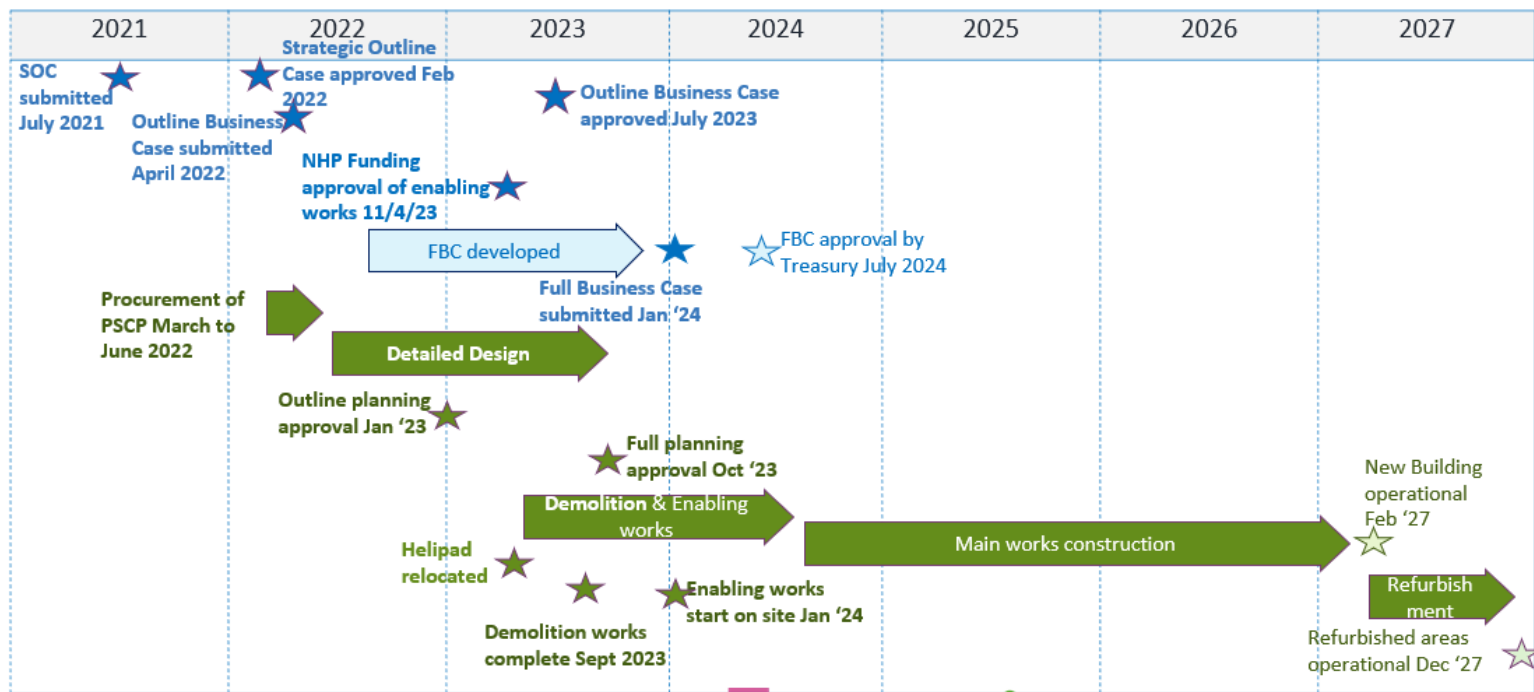 2021
2022
2023
2024
2025
2026
2027
SOC
submitted
July 2021
Strategic Outline
Case approved Feb
2022
Outline Business
Case submitted
April 2022
Outline Business Case
approved July 2023
NHP Funding
approval of enabling
works 11/4/23
FBC developed
FBC approval by
Treasury July 2024
Full Business Case
submitted Jan ‘24
Procurement of
PSCP March to
June 2022
Detailed Design
Outline planning
approval Jan ‘23
Full planning
approval Oct ‘23
Demolition & Enabling
works
Main works construction
New Building
operational
Feb ‘27
Helipad
relocated
Enabling works
start on site Jan ‘24
Demolition works
complete Sept 2023
Refurbish
ment
Refurbished areas
operational Dec ‘27